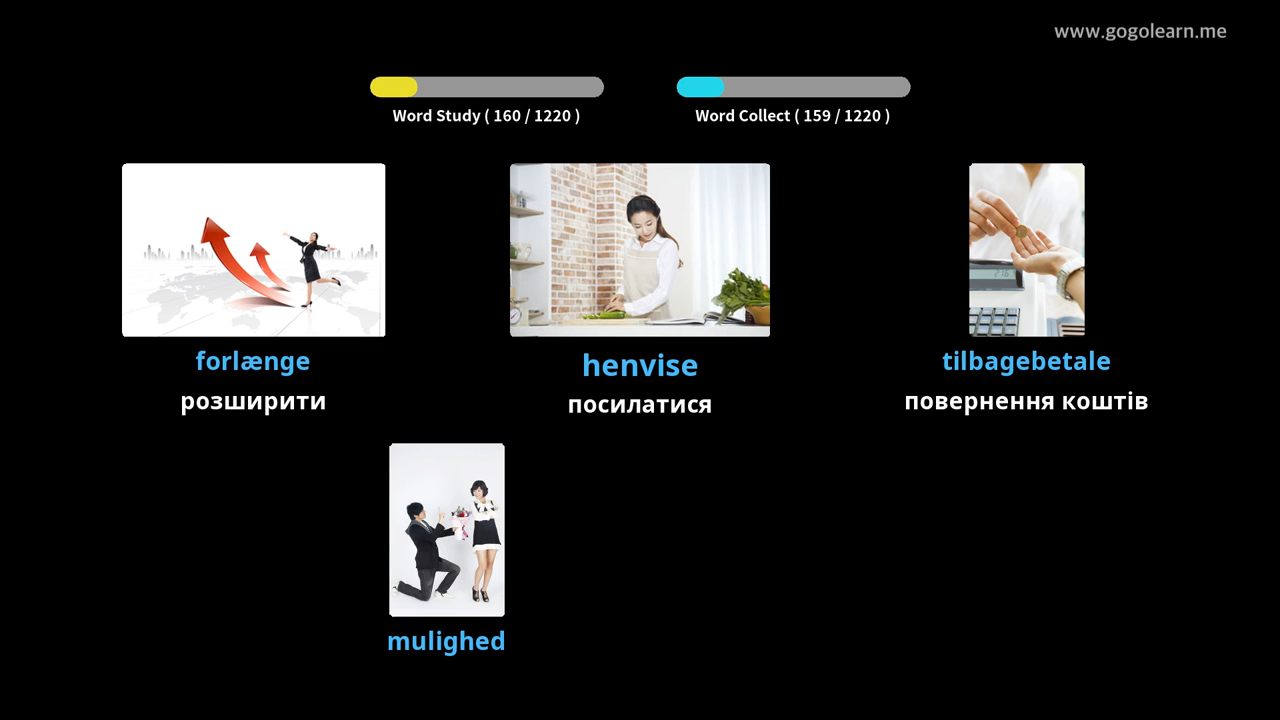 www.gogolearn.me
Word Study ( 160 / 1220 )
Word Collect ( 159 / 1220 )
forlænge
розширити
henvise
посилатися
tilbagebetale
повернення коштів
mulighed